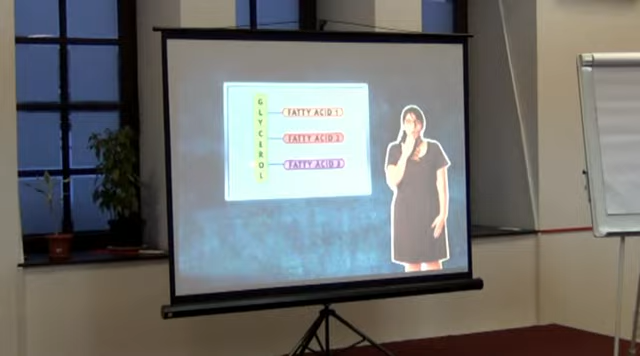 GLYCEROL
FATTY ACID 1
FATTY ACID 2
FATTY ACID 3